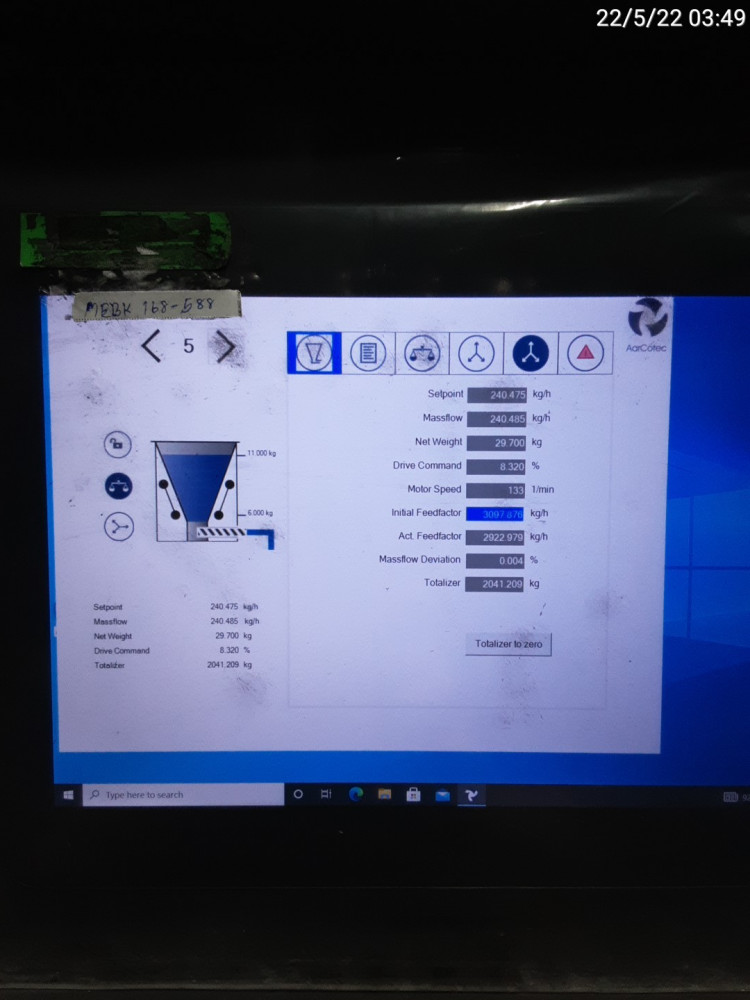 22/5/22 03:49
MEBK 168-588
5
AarCotec
Setpoint 240.475 kg/h
Massflow 240.485 kg/h
Net Weight 29.700 kg
Drive Command 8.320 %
Motor Speed 133 1/min
Initial Feedfactor 3097.876 kg/h
Act. Feedfactor 2922.979 kg/h
Massflow Deviation 0.004 %
Totalizer 2041.209 kg
Totalizer to zero
11.000 kg
6.000 kg
Setpoint 240.475 kg/h
Massflow 240.485 kg/h
Net Weight 29.700 kg
Drive Command 8.320 %
Totalizer 2041.209 kg
Type here to search